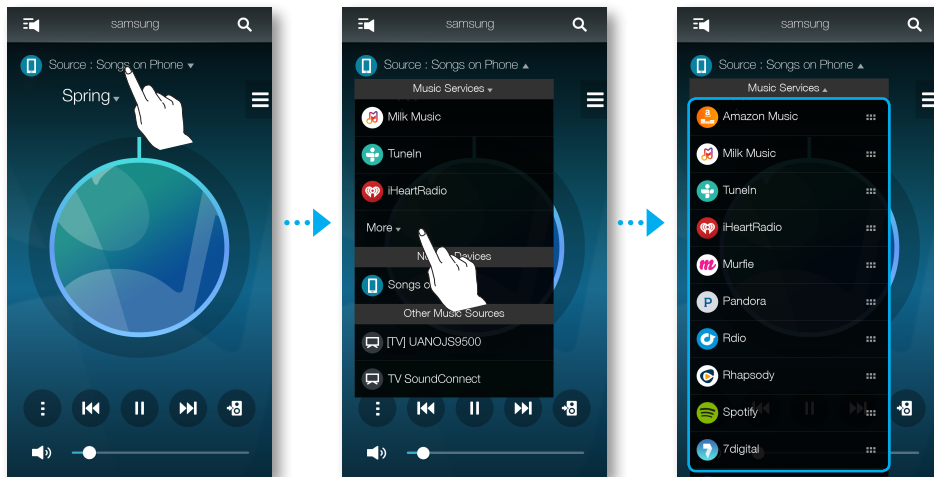 samsung
Source : Songs on Phone
Spring
samsung
Source : Songs on Phone
Music Services
Milk Music
TuneIn
iHeartRadio
More
Devices
Songs
Other Music Sources
[TV] UANOJS9500
TV SoundConnect
samsung
Source : Songs on Phone
Music Services
a
Amazon Music
Milk Music
TuneIn
iHeartRadio
m
Murfie
P
Pandora
Rdio
Rhapsody
Spotify
7
7digital